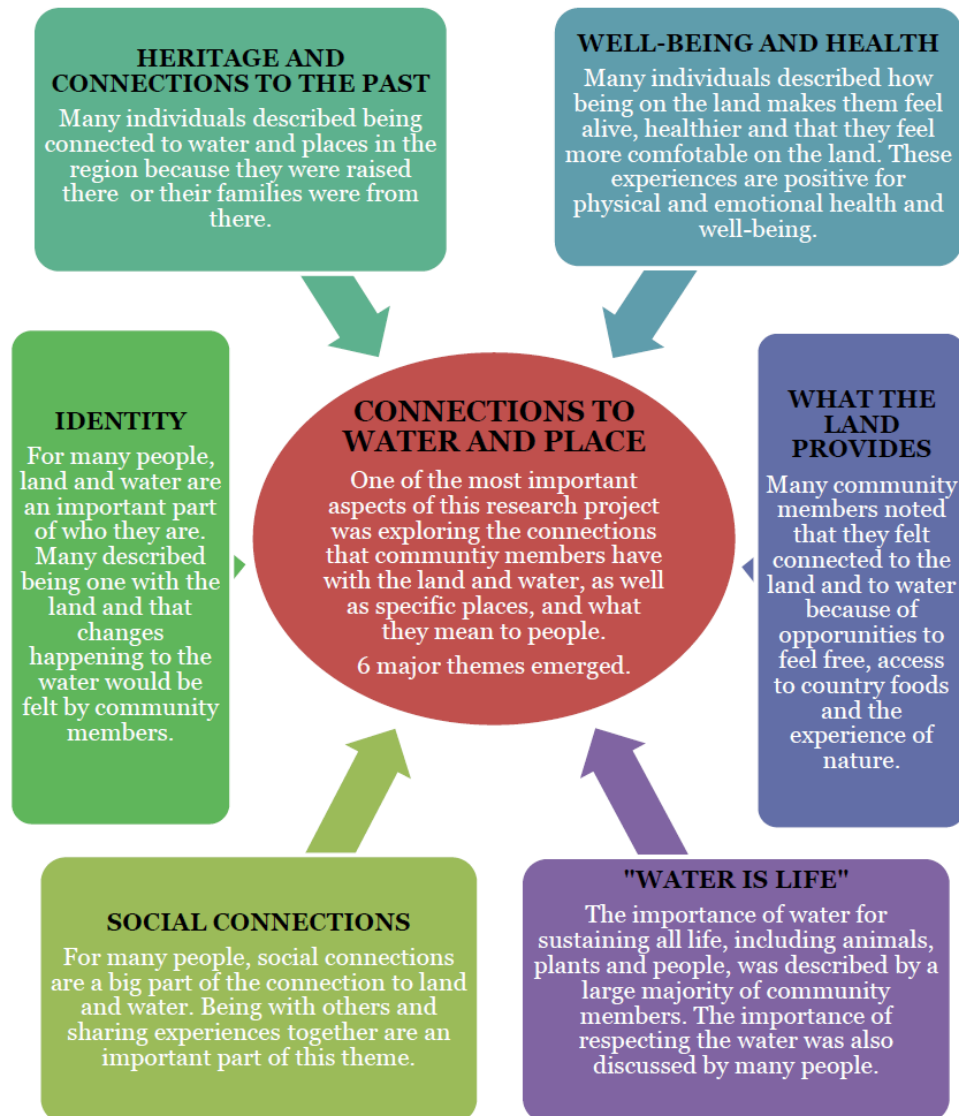 HERITAGE AND
CONNECTIONS TO THE PAST
Many individuals described being
connected to water and places in the
region because they were raised
there or their families were from
there.
WELL-BEING AND HEALTH
Many individuals described how
being on the land makes them feel
alive, healthier and that they feel
more comfotable on the land. These
experiences are positive for
physical and emotional health and
well-being.
IDENTITY
For many people,
land and water are
an important part
of who they are.
Many described
being one with the
land and that
changes
happening to the
water would be
felt by community
members.
CONNECTIONS TO
WATER AND PLACE
One of the most important
aspects of this research project
was exploring the connections
that communtiy members have
with the land and water, as well
as specific places, and what
they mean to people.
6 major themes emerged.
WHAT THE
LAND
PROVIDES
Many community
members noted
that they felt
connected to the
land and to water
because of
opporunities to
feel free, access
to country foods
and the
experience of
nature.
SOCIAL CONNECTIONS
For many people, social connections
are a big part of the connection to land
and water. Being with others and
sharing experiences together are an
important part of this theme.
"WATER IS LIFE"
The importance of water for
sustaining all life, including animals,
plants and people, was described by a
large majority of community
members. The importance of
respecting the water was also
discussed by many people.